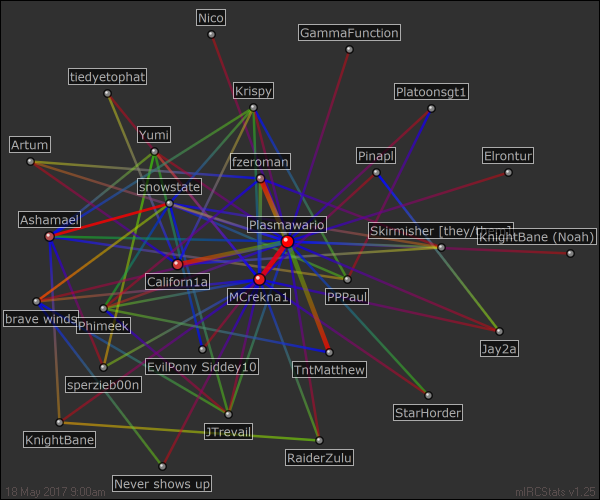 Nico
GammaFunction
tiedyetophat
Krispy
Platoonsgt1
Yumi
Artum
fzeroman
Pinapl
Elrontur
snowstate
Ashamael
Plasmawario
Skirmisher [they/them]
KnightBane (Noah)
Californ1a
MCrekna1
PPPaul
brave winds
Phimeek
Jay2a
EvilPony Siddey10
TntMatthew
sperzieb00n
StarHorder
KnightBane
JTrevail
RaiderZulu
Never shows up
18 May 2017 9:00am
mIRCStats v1.25